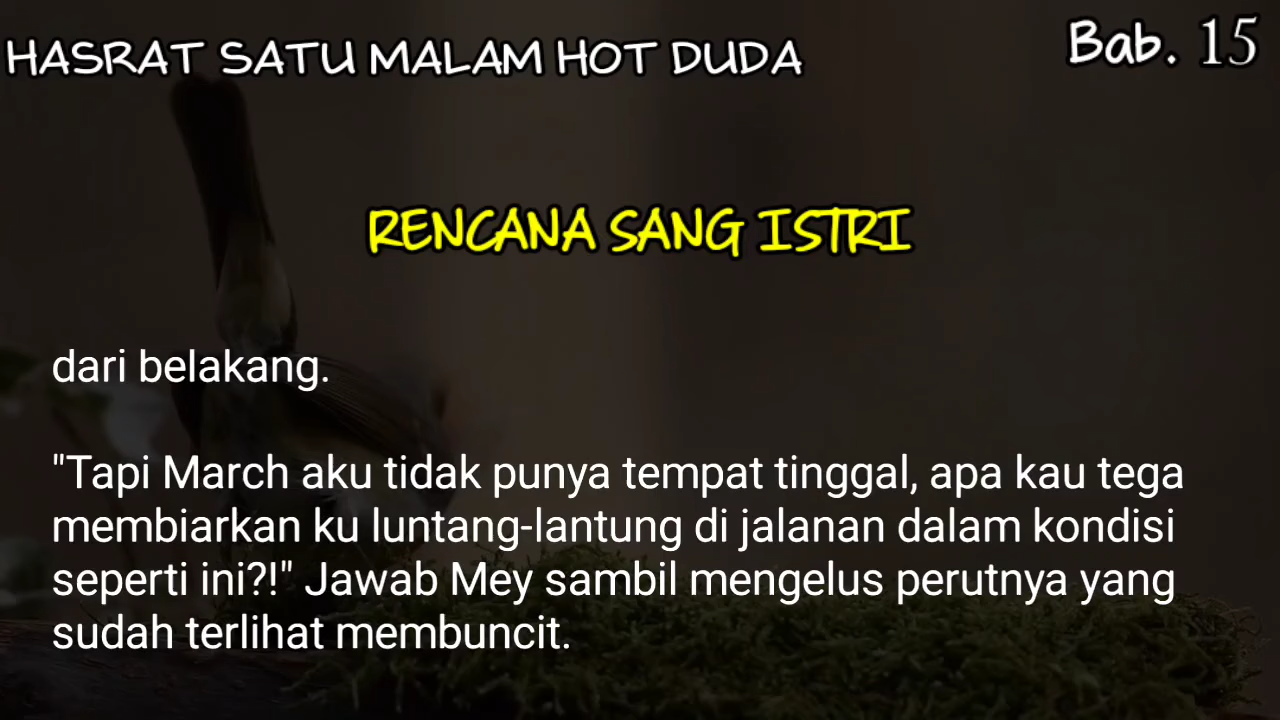 HASRAT SATU MALAM HOT DUDA
Bab. 15
RENCANA SANG ISTRI
dari belakang.
"Tapi March aku tidak punya tempat tinggal, apa kau tega
membiarkan ku luntang-lantung di jalanan dalam kondisi
seperti ini?!" Jawab Mey sambil mengelus perutnya yang
sudah terlihat membuncit.